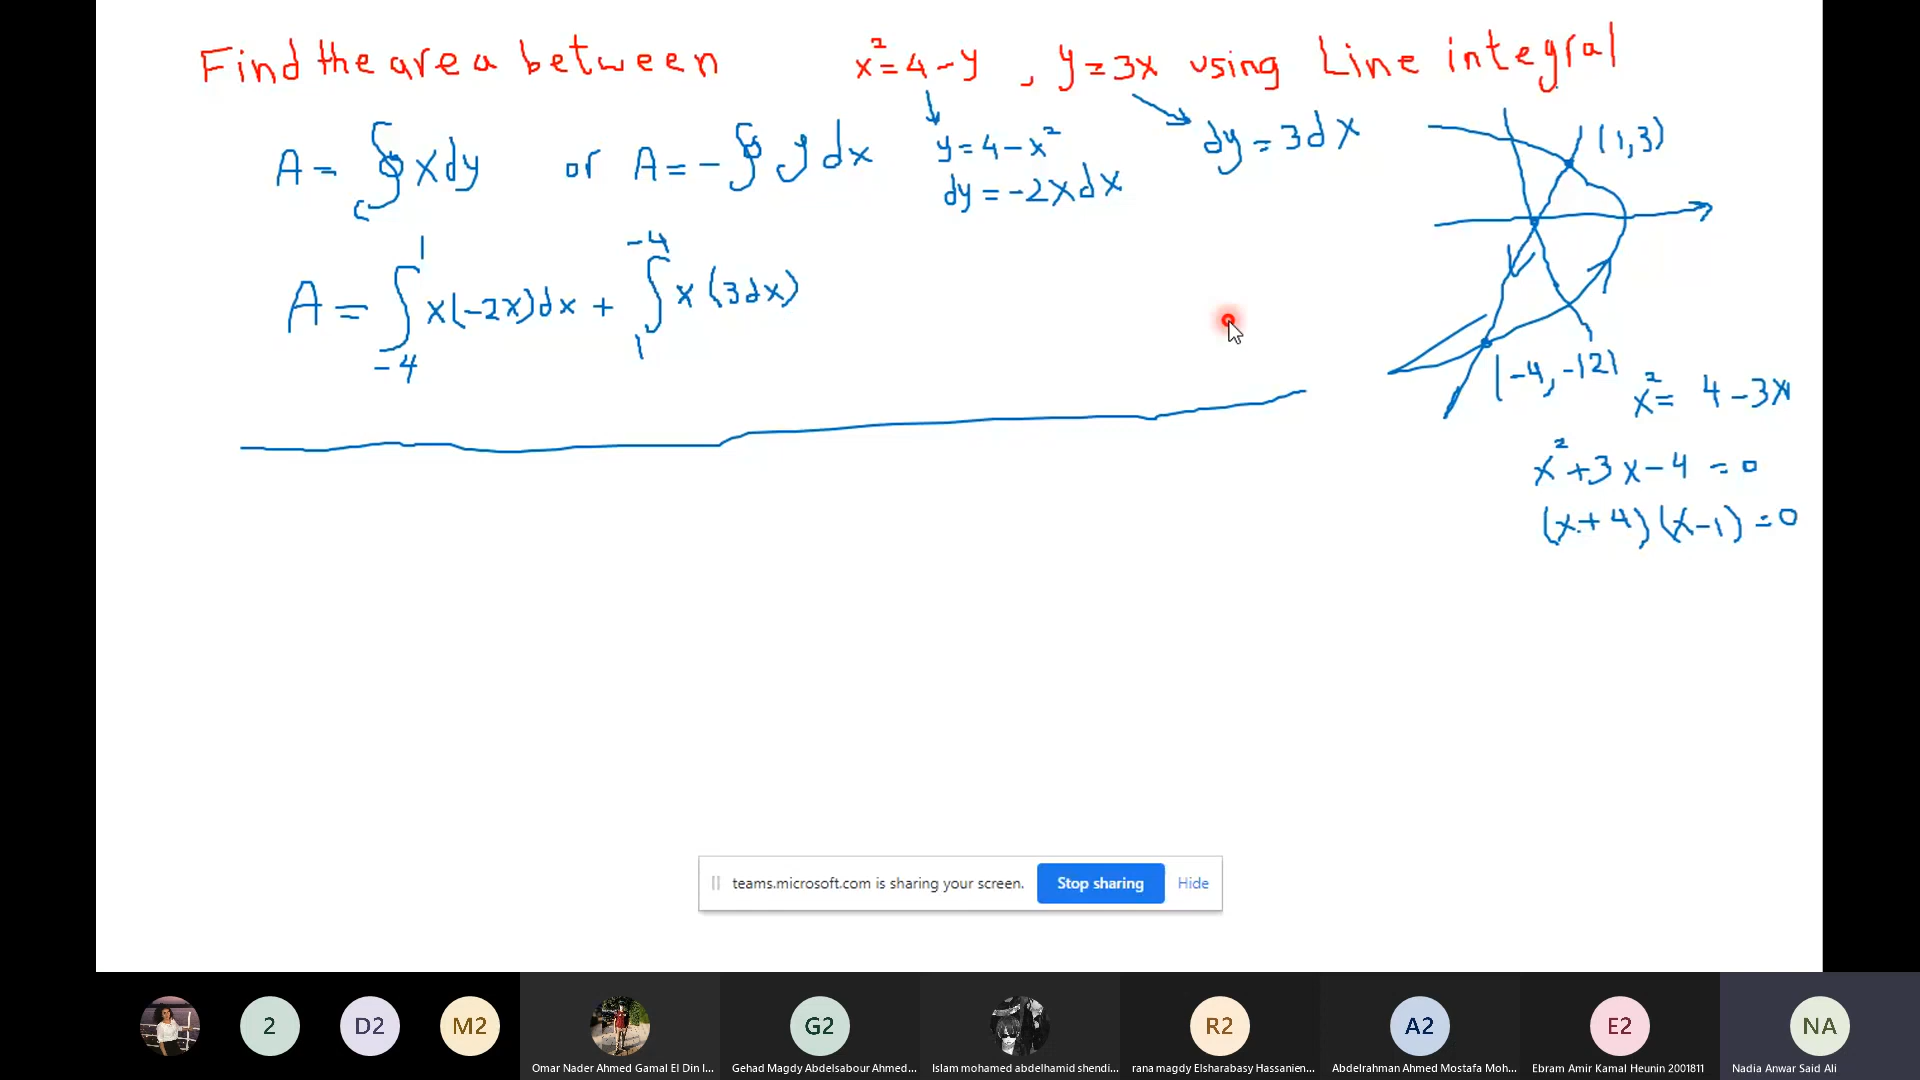 Find the area between x²=4-y , y=3x using Line integral
A = ∮_C x dy or A = -∮ y dx
y=4-x²
dy=-2xdx
dy=3dx
(1,3)
A = ∫_{-4}^{1} x(-2x)dx + ∫_{1}^{-4} x(3dx)
(-4,-12)
x²= 4-3x
x²+3x-4 =0
(x+4)(x-1)=0
teams.microsoft.com is sharing your screen. Stop sharing Hide
2 D2 M2 G2 R2 A2 E2 NA
Omar Nader Ahmed Gamal El Din I... Gehad Magdy Abdelsabour Ahmed... Islam mohamed abdelhamid shendi... rana magdy Elsharabasy Hassanien... Abdelrahman Ahmed Mostafa Moh... Ebram Amir Kamal Heunin 2001811 Nadia Anwar Said Ali